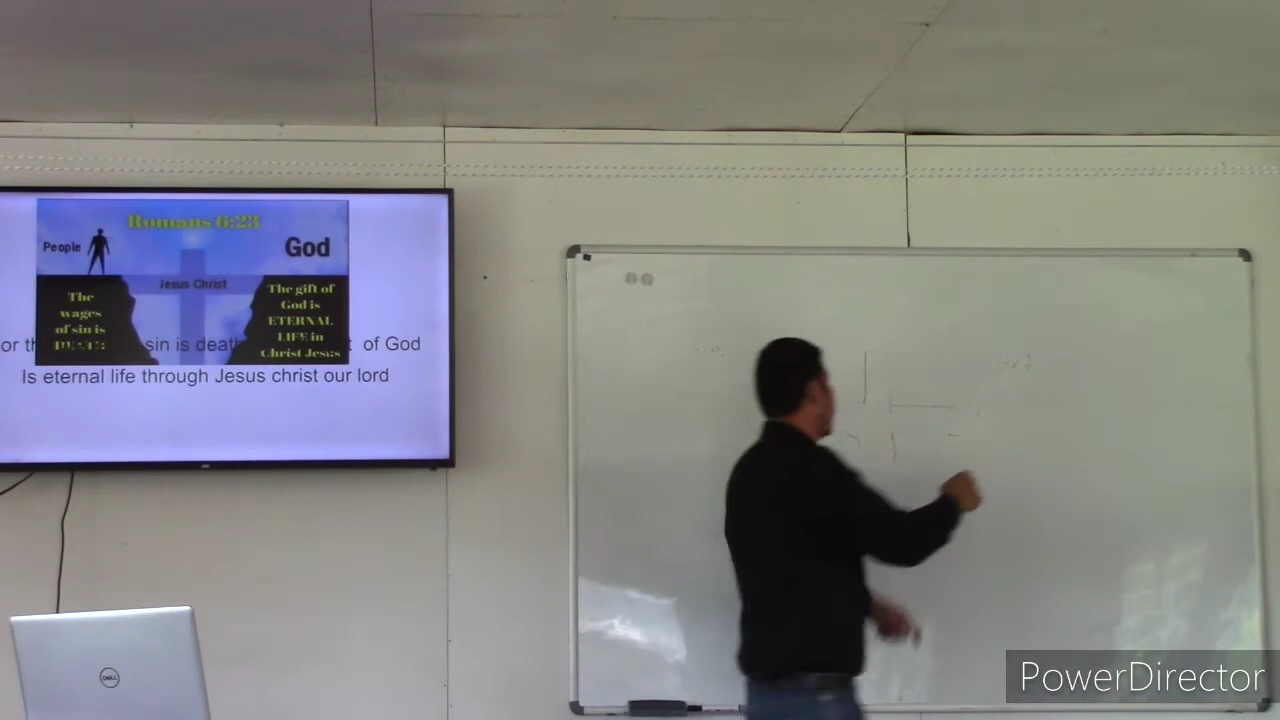 Romans 6:23
People
God
Jesus Christ
The
wages
of sin is
The gift of
God is
ETERNAL
LIFE in
Christ Jesus
sin is death
of God
Is eternal life through Jesus christ our lord
DELL
PowerDirector